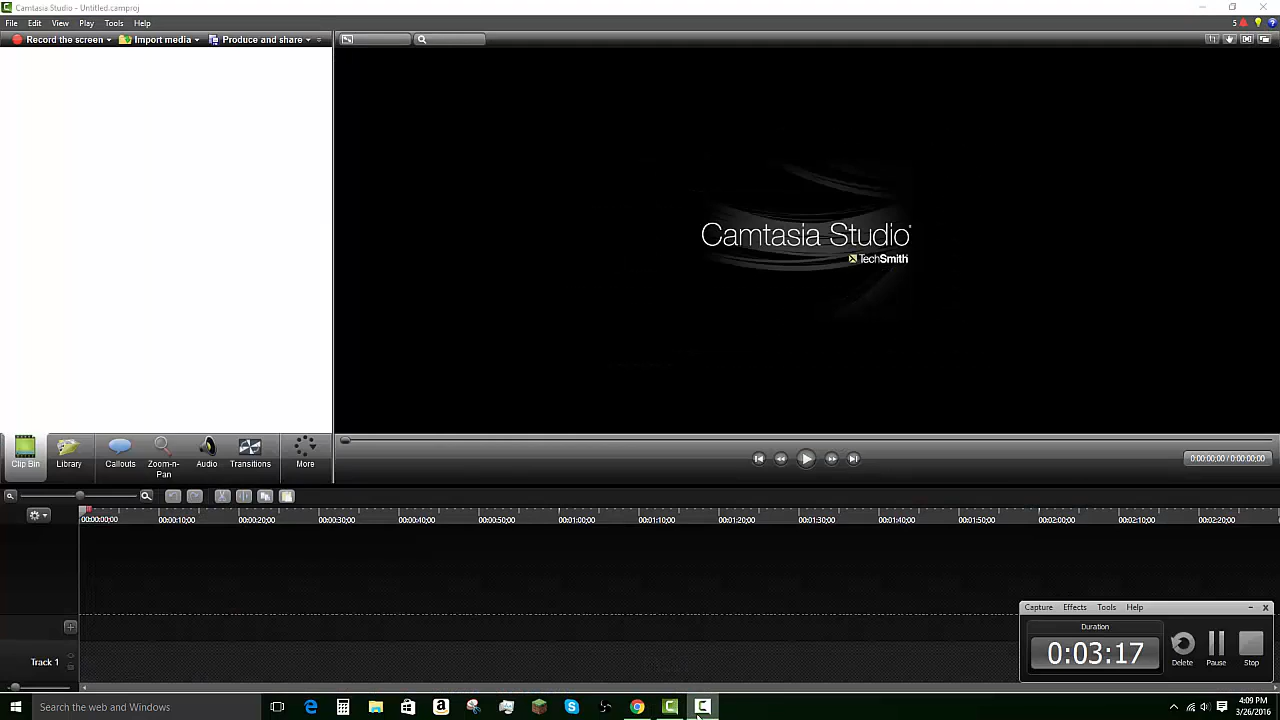 Camtasia Studio - Untitled.camproj
File Edit View Play Tools Help
5
Record the screen Import media Produce and share
Camtasia Studio
TechSmith
Clip Bin Library Callouts Zoom-n-Pan Audio Transitions More
0:00:00;00 / 0:00:00;00
00:00:00;00 00:00:10;00 00:00:20;00 00:00:30;00 00:00:40;00 00:00:50;00 00:01:00;00 00:01:10;00 00:01:20;00 00:01:30;00 00:01:40;00 00:01:50;00 00:02:00;00 00:02:10;00 00:02:20;00
Capture Effects Tools Help
Duration
0:03:17
Delete Pause Stop
Track 1
Search the web and Windows
4:09 PM
3/26/2016